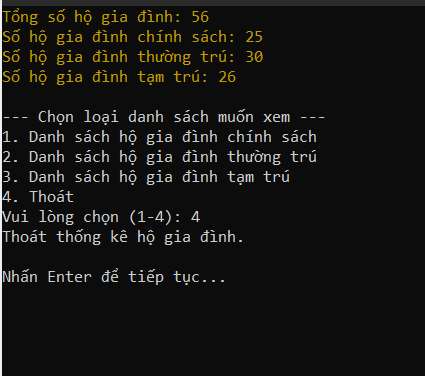 Tổng số hộ gia đình: 56
Số hộ gia đình chính sách: 25
Số hộ gia đình thường trú: 30
Số hộ gia đình tạm trú: 26
--- Chọn loại danh sách muốn xem ---
1. Danh sách hộ gia đình chính sách
2. Danh sách hộ gia đình thường trú
3. Danh sách hộ gia đình tạm trú
4. Thoát
Vui lòng chọn (1-4): 4
Thoát thống kê hộ gia đình.
Nhấn Enter để tiếp tục...